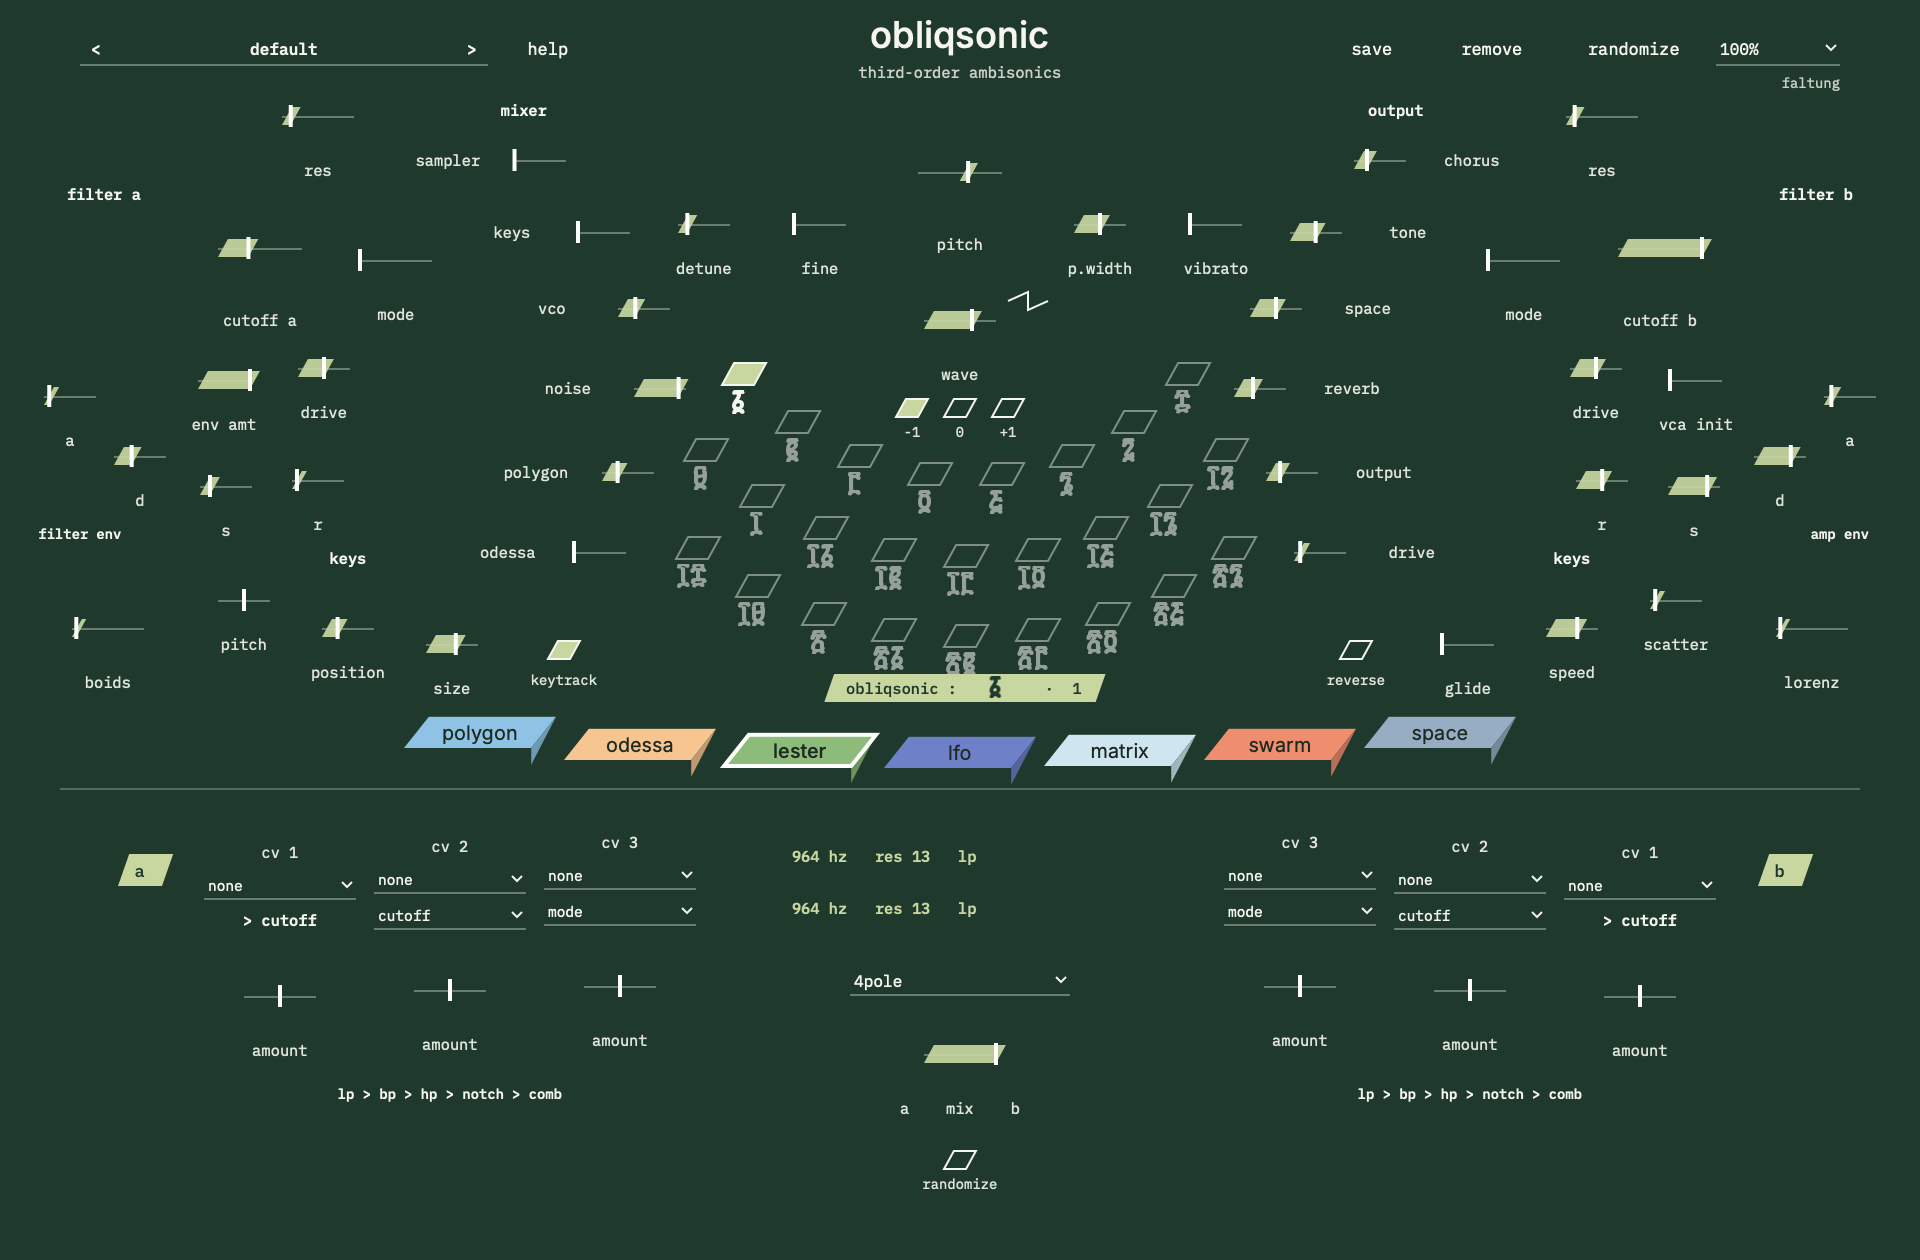 < default >
help
obliqsonic
third-order ambisonics
save
remove
randomize
100%
faltung
res
mixer
output
res
sampler
chorus
filter a
filter b
keys
detune
fine
pitch
p.width
vibrato
tone
cutoff a
mode
vco
space
mode
cutoff b
noise
wave
reverb
a
env amt
drive
-1
0
+1
drive
vca init
a
polygon
output
d
s
r
r
s
d
filter env
keys
odessa
drive
keys
amp env
boids
pitch
position
size
keytrack
reverse
glide
speed
scatter
lorenz
obliqsonic : · 1
polygon
odessa
lester
lfo
matrix
swarm
space
a
cv 1
cv 2
cv 3
964 hz res 13 lp
cv 3
cv 2
cv 1
b
none
none
none
none
none
none
> cutoff
cutoff
mode
964 hz res 13 lp
mode
cutoff
> cutoff
4pole
amount
amount
amount
amount
amount
amount
lp > bp > hp > notch > comb
lp > bp > hp > notch > comb
a mix b
randomize